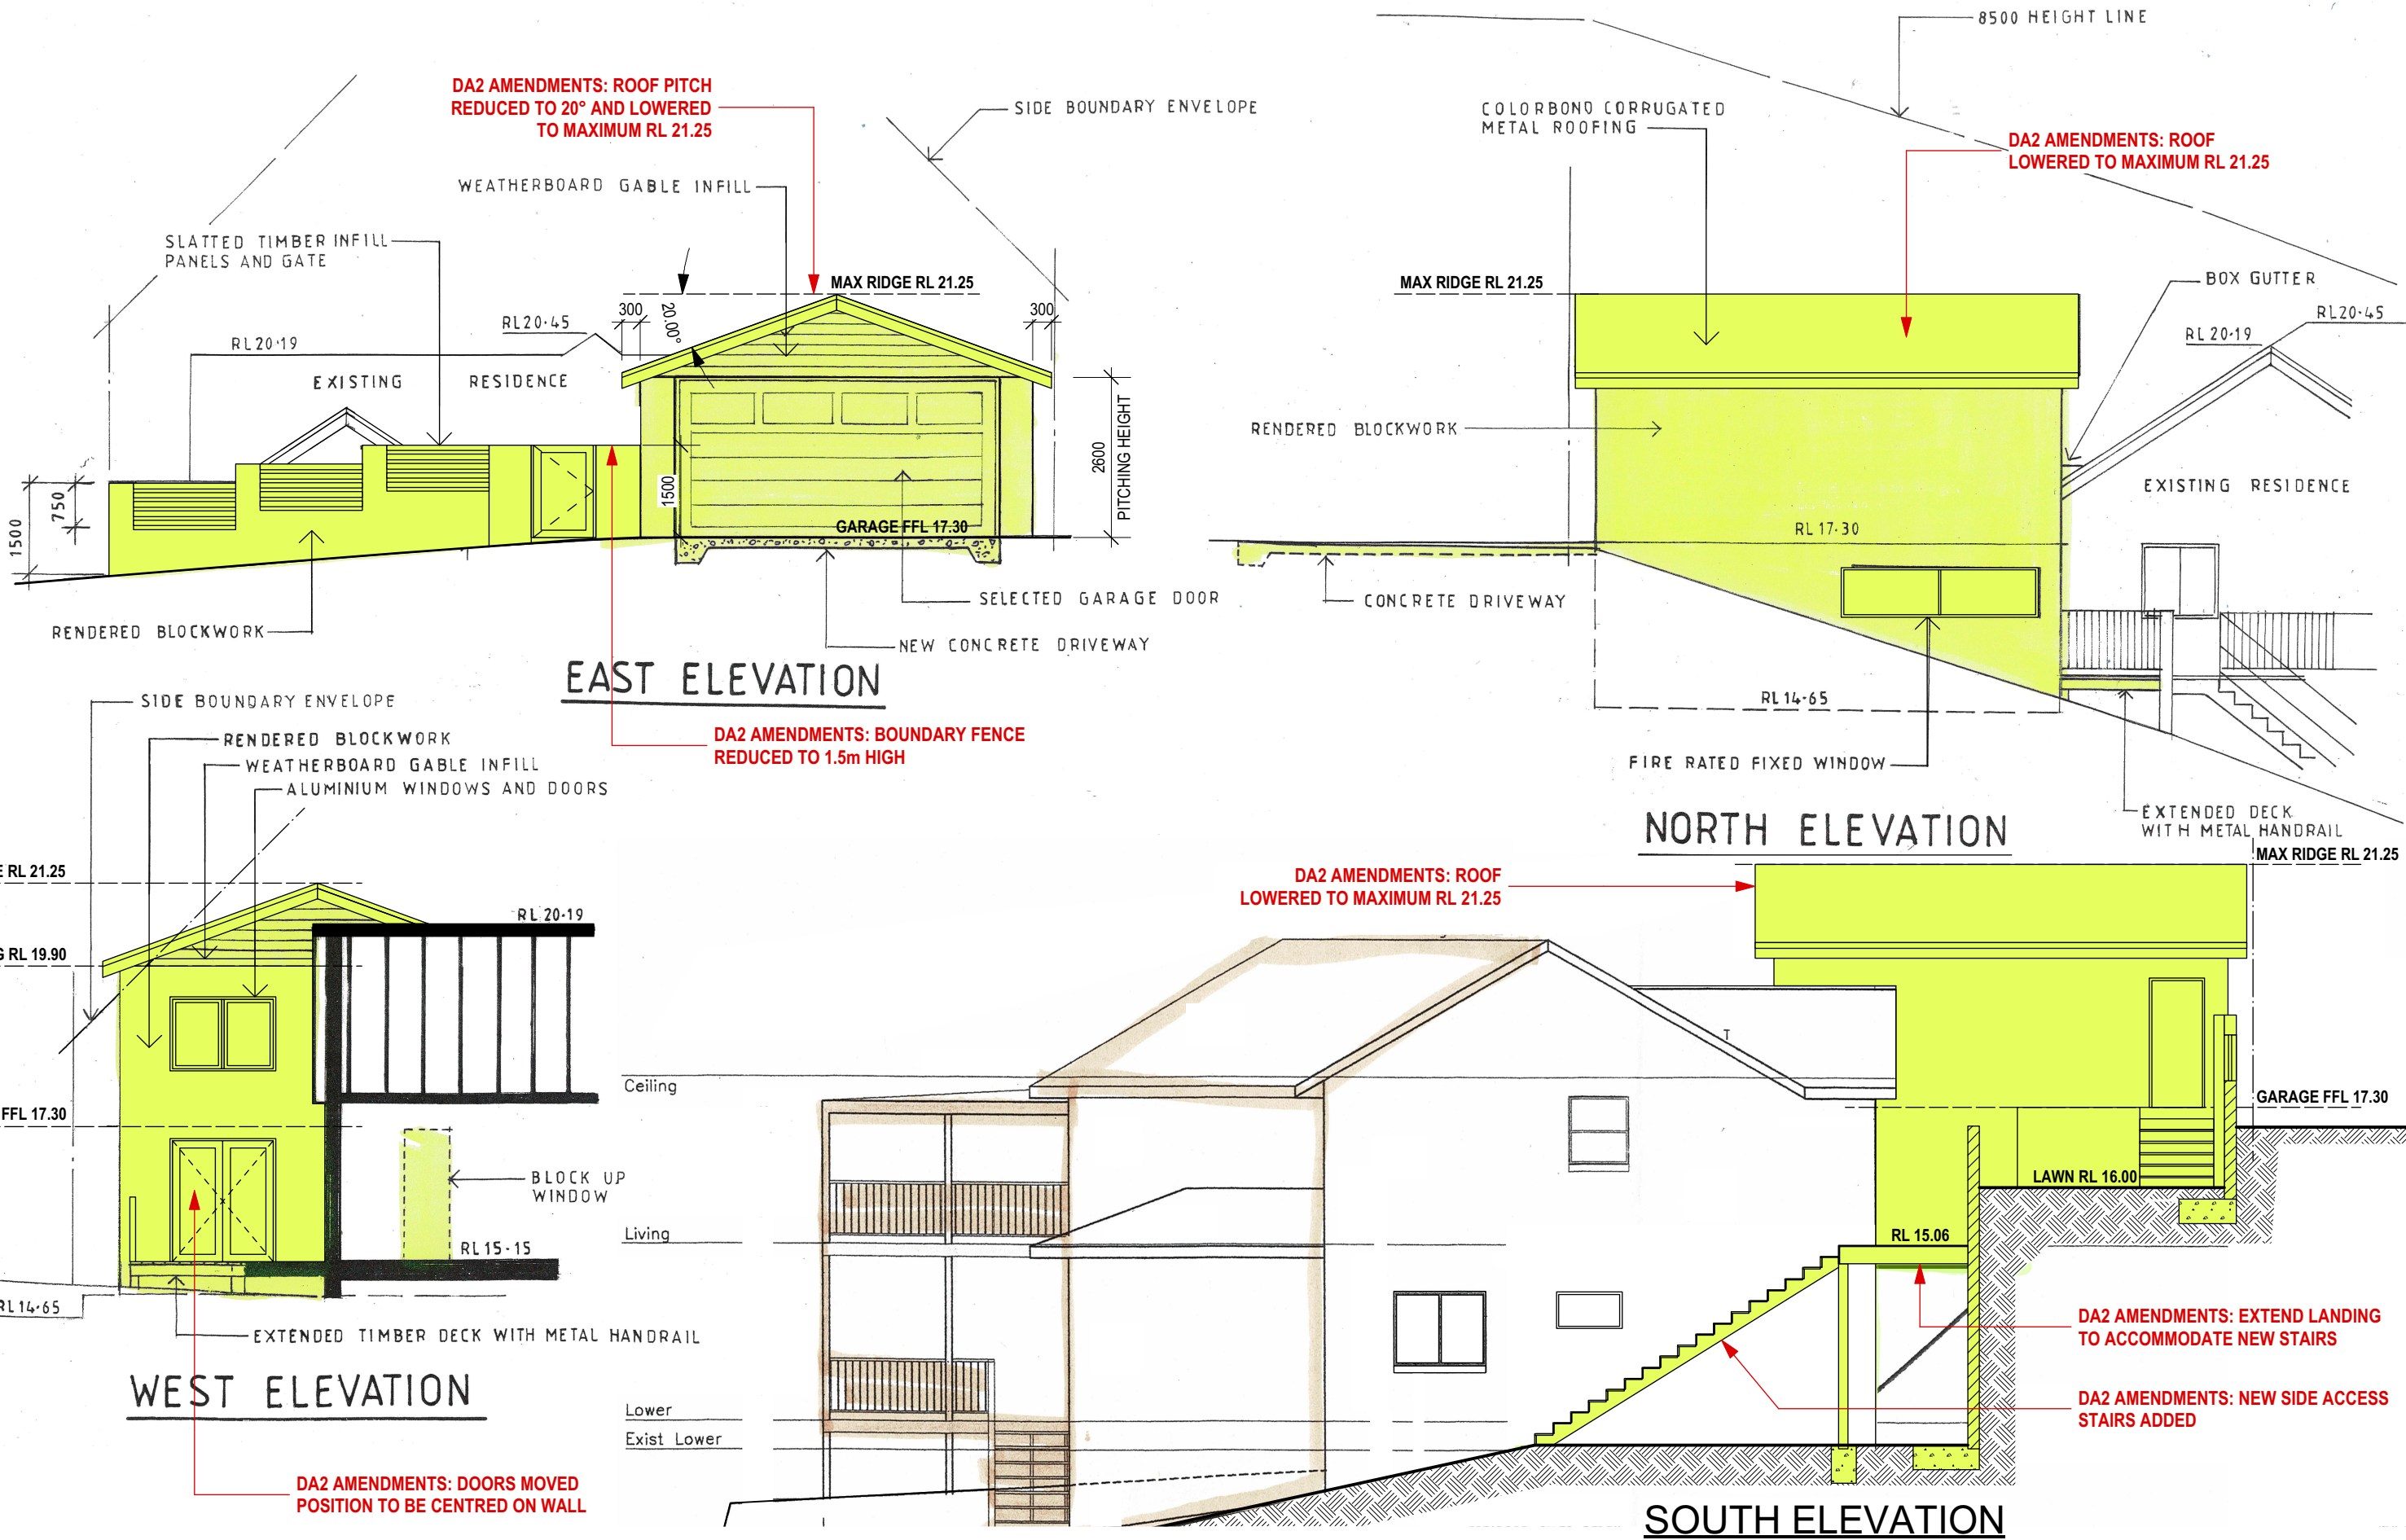 8500 HEIGHT LINE
DA2 AMENDMENTS: ROOF PITCH
REDUCED TO 20° AND LOWERED
TO MAXIMUM RL 21.25
SIDE BOUNDARY ENVELOPE
COLORBOND CORRUGATED
METAL ROOFING
DA2 AMENDMENTS: ROOF
LOWERED TO MAXIMUM RL 21.25
WEATHERBOARD GABLE INFILL
SLATTED TIMBER INFILL
PANELS AND GATE
MAX RIDGE RL 21.25
MAX RIDGE RL 21.25
BOX GUTTER
300
20.00°
300
RL20·45
RL20·19
RL20·45
RL20·19
EXISTING RESIDENCE
2600
PITCHING HEIGHT
RENDERED BLOCKWORK
1500
750
1500
EXISTING RESIDENCE
GARAGE FFL 17.30
RL 17·30
SELECTED GARAGE DOOR
CONCRETE DRIVEWAY
RENDERED BLOCKWORK
NEW CONCRETE DRIVEWAY
EAST ELEVATION
RL 14·65
SIDE BOUNDARY ENVELOPE
RENDERED BLOCKWORK
WEATHERBOARD GABLE INFILL
ALUMINIUM WINDOWS AND DOORS
DA2 AMENDMENTS: BOUNDARY FENCE
REDUCED TO 1.5m HIGH
FIRE RATED FIXED WINDOW
EXTENDED DECK
WITH METAL HANDRAIL
NORTH ELEVATION
MAX RIDGE RL 21.25
E RL 21.25
DA2 AMENDMENTS: ROOF
LOWERED TO MAXIMUM RL 21.25
RL 20·19
G RL 19.90
Ceiling
T
FFL 17.30
GARAGE FFL 17.30
BLOCK UP
WINDOW
LAWN RL 16.00
Living
RL 15·15
RL 15.06
RL14·65
EXTENDED TIMBER DECK WITH METAL HANDRAIL
DA2 AMENDMENTS: EXTEND LANDING
TO ACCOMMODATE NEW STAIRS
WEST ELEVATION
Lower
Exist Lower
DA2 AMENDMENTS: NEW SIDE ACCESS
STAIRS ADDED
DA2 AMENDMENTS: DOORS MOVED
POSITION TO BE CENTRED ON WALL
SOUTH ELEVATION